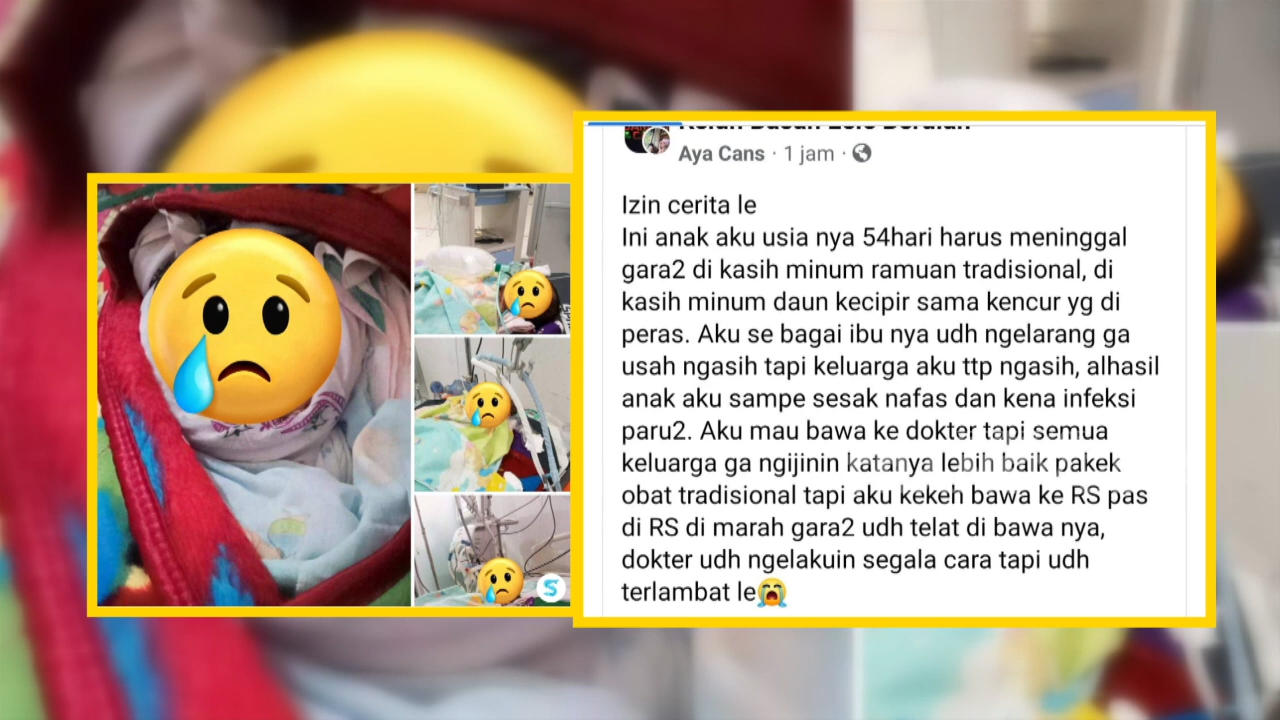 Aya Cans · 1 jam ·
Izin cerita le
Ini anak aku usia nya 54hari harus meninggal
gara2 di kasih minum ramuan tradisional, di
kasih minum daun kecipir sama kencur yg di
peras. Aku se bagai ibu nya udh ngelarang ga
usah ngasih tapi keluarga aku ttp ngasih, alhasil
anak aku sampe sesak nafas dan kena infeksi
paru2. Aku mau bawa ke dokter tapi semua
keluarga ga ngijinin katanya lebih baik pakek
obat tradisional tapi aku kekeh bawa ke RS pas
di RS di marah gara2 udh telat di bawa nya,
dokter udh ngelakuin segala cara tapi udh
terlambat le😭
S